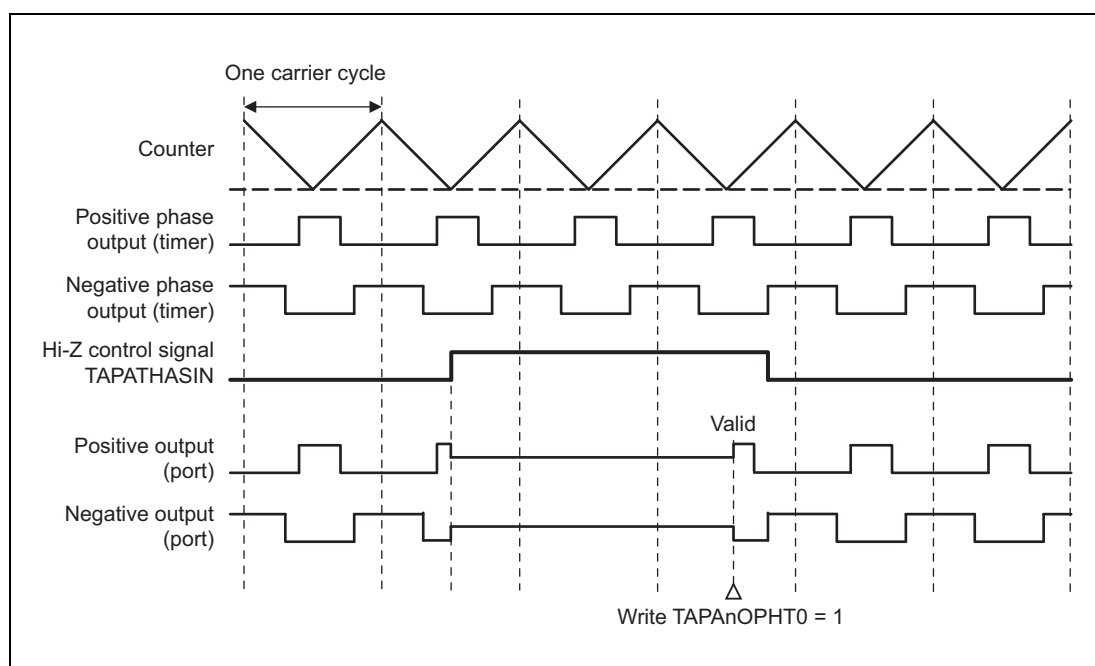 One carrier cycle
Counter
Positive phase
output (timer)
Negative phase
output (timer)
Hi-Z control signal
TAPATHASIN
Valid
Positive output
(port)
Negative output
(port)
Write TAPAnOPHT0 = 1